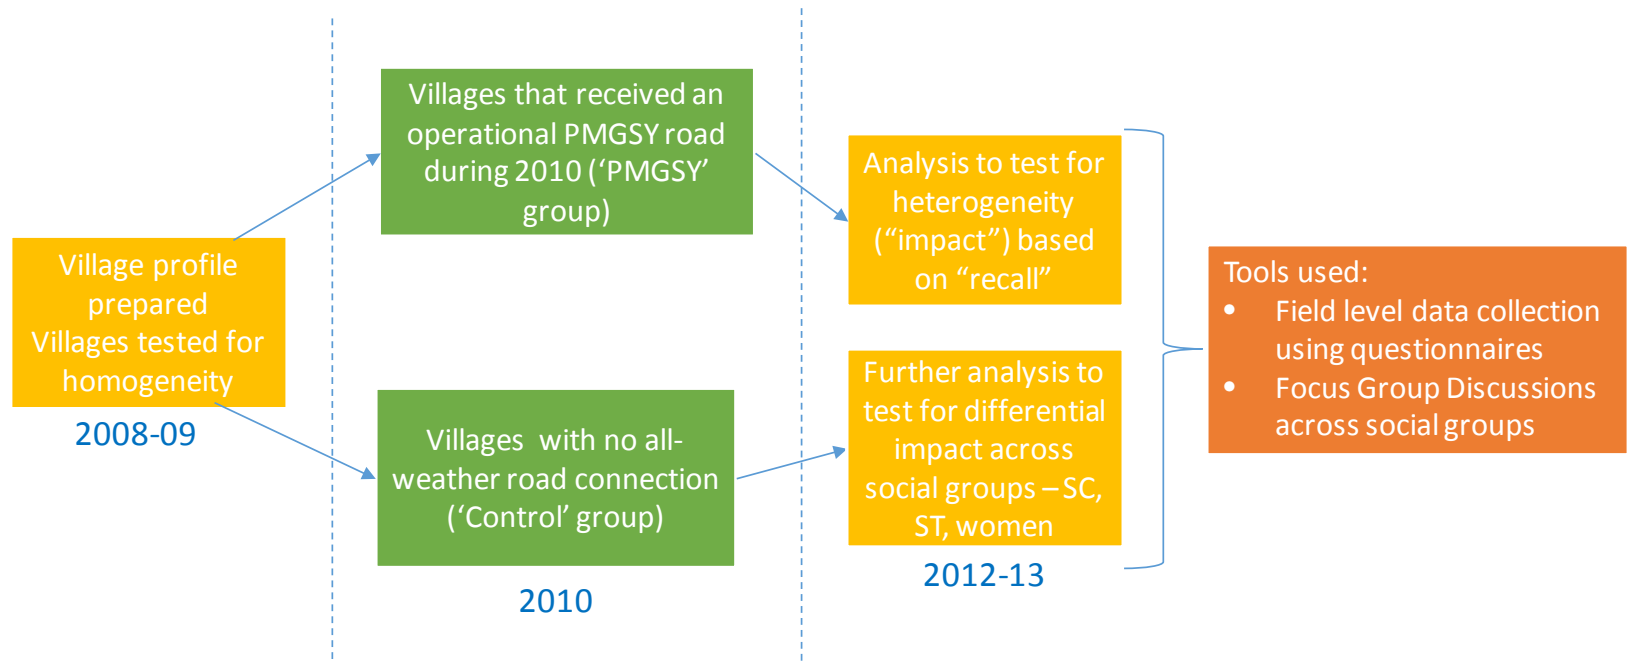 Village profile
prepared
Villages tested for
homogeneity
2008-09
Villages that received an
operational PMGSY road
during 2010 (‘PMGSY’
group)
Villages with no all-
weather road connection
(‘Control’ group)
2010
Analysis to test for
heterogeneity
(“impact”) based
on “recall”
Further analysis to
test for differential
impact across
social groups – SC,
ST, women
2012-13
Tools used:
• Field level data collection
using questionnaires
• Focus Group Discussions
across social groups